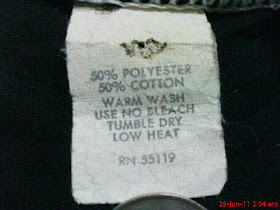 50% POLYESTER
50% COTTON
WARM WASH
USE NO BLEACH
TUMBLE DRY
LOW HEAT
RN 55119
29-Jun-11 2:04 am